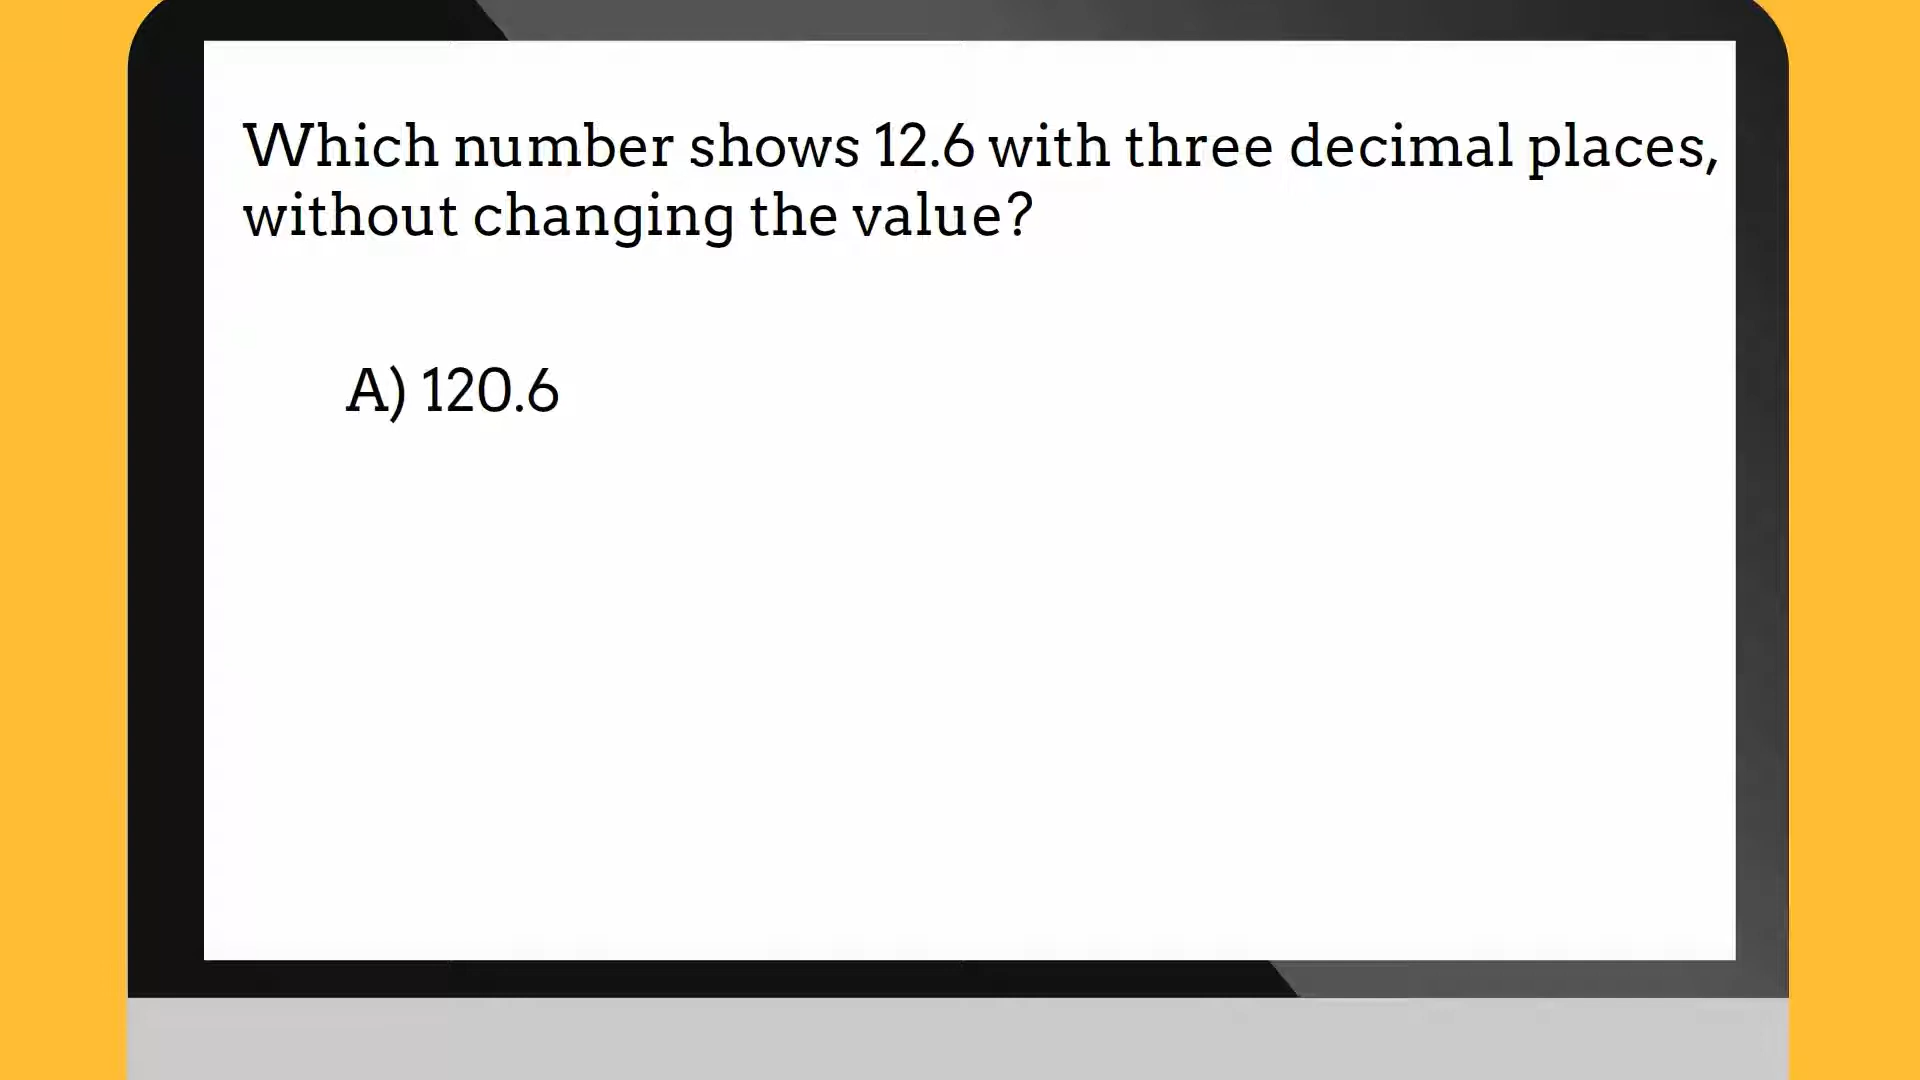 Which number shows 12.6 with three decimal places,
without changing the value?
A) 120.6